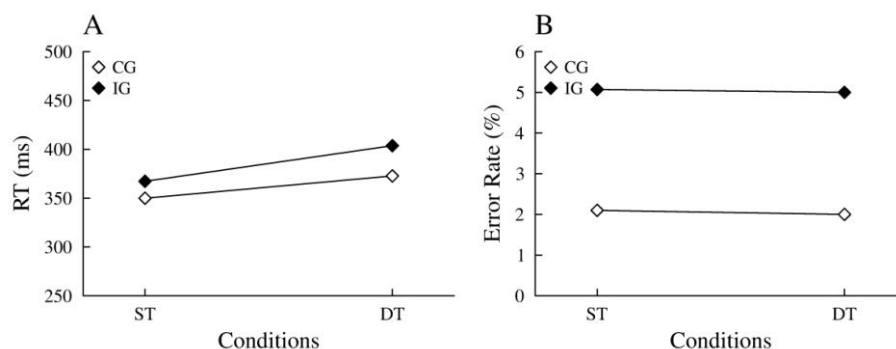 A
500
450
400
350
300
250
RT (ms)
CG
IG
ST
DT
Conditions
B
6
5
4
3
2
1
0
Error Rate (%)
CG
IG
ST
DT
Conditions